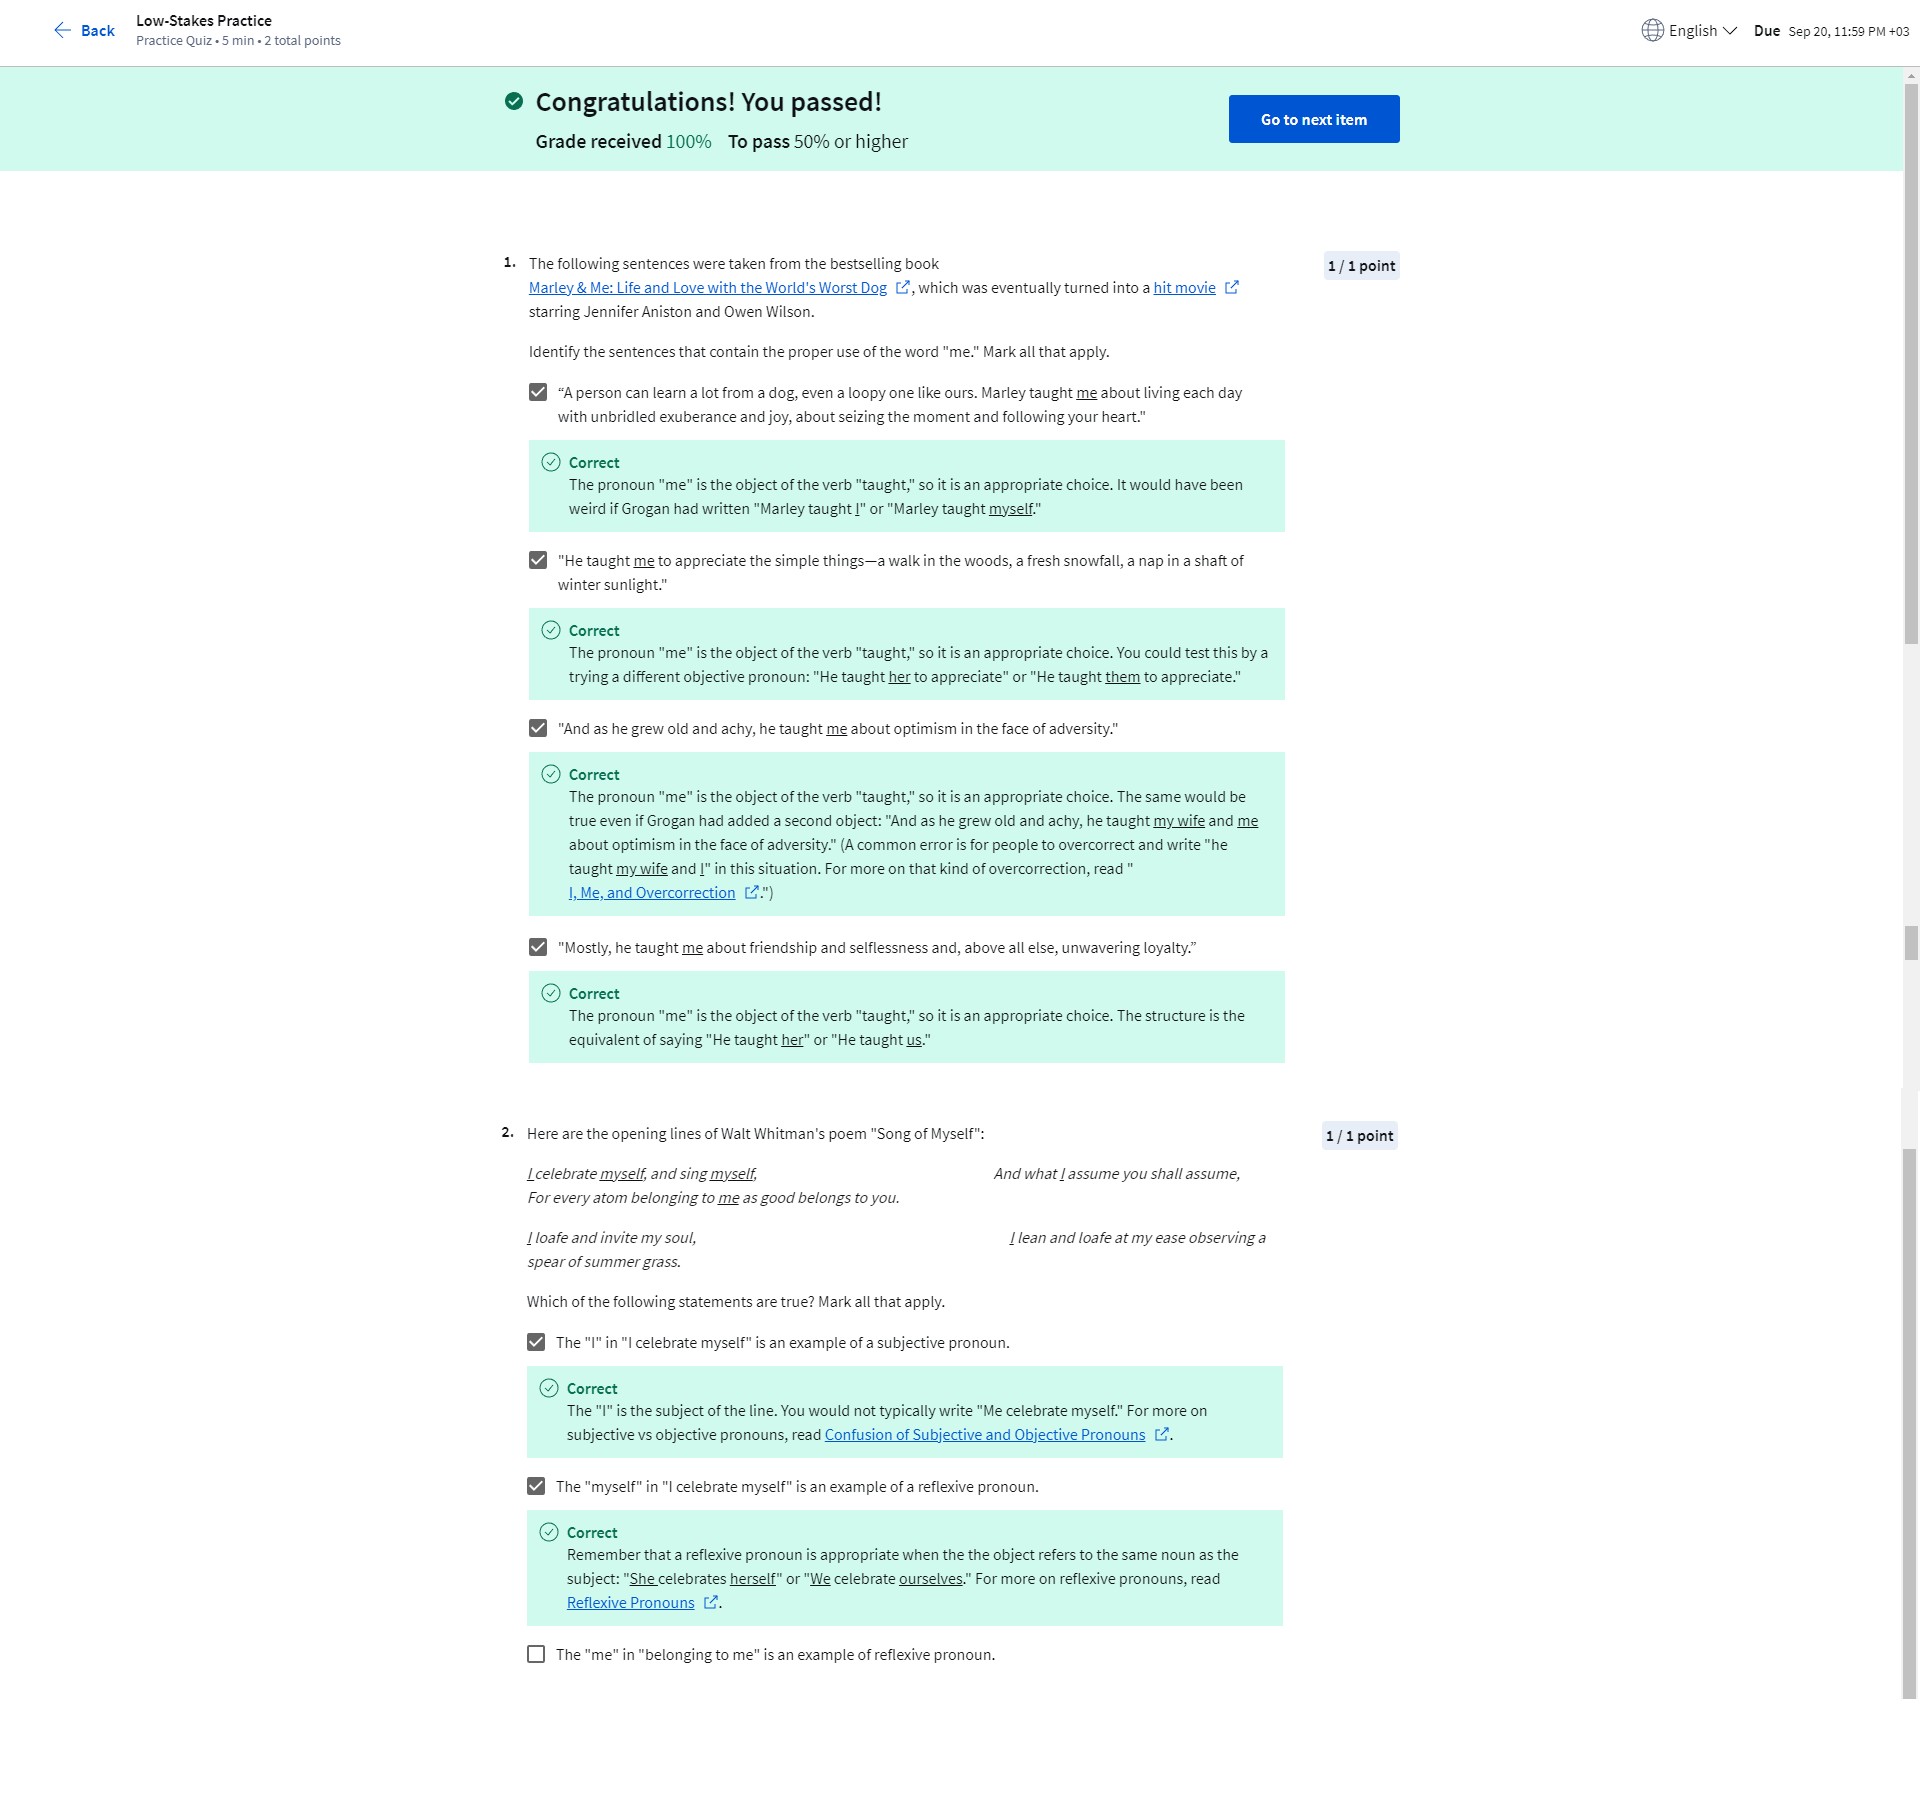 Back
Low-Stakes Practice
Practice Quiz • 5 min • 2 total points
English
Due Sep 20, 11:59 PM +03
Congratulations! You passed!
Grade received 100% To pass 50% or higher
Go to next item
1. The following sentences were taken from the bestselling book
1 / 1 point
Marley & Me: Life and Love with the World's Worst Dog , which was eventually turned into a hit movie
starring Jennifer Aniston and Owen Wilson.
Identify the sentences that contain the proper use of the word "me." Mark all that apply.
“A person can learn a lot from a dog, even a loopy one like ours. Marley taught me about living each day
with unbridled exuberance and joy, about seizing the moment and following your heart."
Correct
The pronoun "me" is the object of the verb "taught," so it is an appropriate choice. It would have been
weird if Grogan had written "Marley taught I" or "Marley taught myself."
"He taught me to appreciate the simple things—a walk in the woods, a fresh snowfall, a nap in a shaft of
winter sunlight."
Correct
The pronoun "me" is the object of the verb "taught," so it is an appropriate choice. You could test this by a
trying a different objective pronoun: "He taught her to appreciate" or "He taught them to appreciate."
"And as he grew old and achy, he taught me about optimism in the face of adversity."
Correct
The pronoun "me" is the object of the verb "taught," so it is an appropriate choice. The same would be
true even if Grogan had added a second object: "And as he grew old and achy, he taught my wife and me
about optimism in the face of adversity." (A common error is for people to overcorrect and write "he
taught my wife and I" in this situation. For more on that kind of overcorrection, read "
I, Me, and Overcorrection .")
"Mostly, he taught me about friendship and selflessness and, above all else, unwavering loyalty.”
Correct
The pronoun "me" is the object of the verb "taught," so it is an appropriate choice. The structure is the
equivalent of saying "He taught her" or "He taught us."
2. Here are the opening lines of Walt Whitman's poem "Song of Myself":
1 / 1 point
I celebrate myself, and sing myself, And what I assume you shall assume,
For every atom belonging to me as good belongs to you.
I loafe and invite my soul, I lean and loafe at my ease observing a
spear of summer grass.
Which of the following statements are true? Mark all that apply.
The "I" in "I celebrate myself" is an example of a subjective pronoun.
Correct
The "I" is the subject of the line. You would not typically write "Me celebrate myself." For more on
subjective vs objective pronouns, read Confusion of Subjective and Objective Pronouns .
The "myself" in "I celebrate myself" is an example of a reflexive pronoun.
Correct
Remember that a reflexive pronoun is appropriate when the the object refers to the same noun as the
subject: "She celebrates herself" or "We celebrate ourselves." For more on reflexive pronouns, read
Reflexive Pronouns .
The "me" in "belonging to me" is an example of reflexive pronoun.